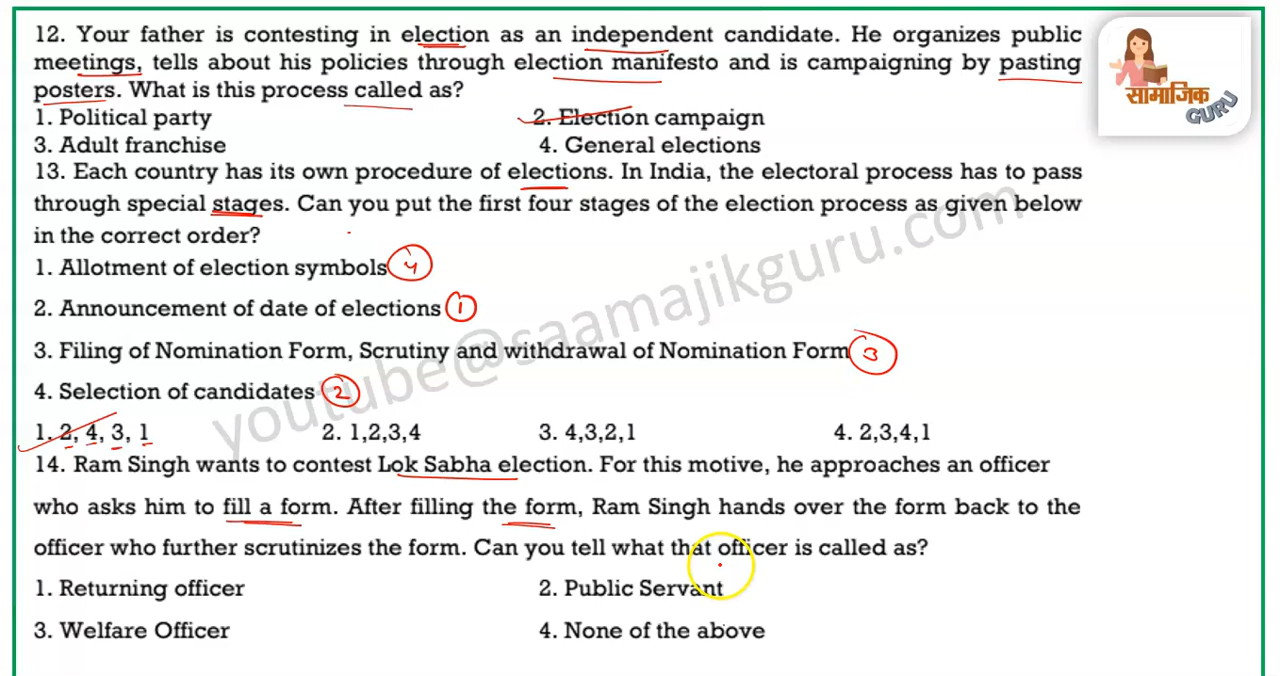 12. Your father is contesting in election as an independent candidate. He organizes public
meetings, tells about his policies through election manifesto and is campaigning by pasting
posters. What is this process called as?
1. Political party 2. Election campaign
3. Adult franchise 4. General elections
13. Each country has its own procedure of elections. In India, the electoral process has to pass
through special stages. Can you put the first four stages of the election process as given below
in the correct order?
1. Allotment of election symbols 4
2. Announcement of date of elections 1
3. Filing of Nomination Form, Scrutiny and withdrawal of Nomination Form 3
4. Selection of candidates 2
1. 2, 4, 3, 1 2. 1,2,3,4 3. 4,3,2,1 4. 2,3,4,1
14. Ram Singh wants to contest Lok Sabha election. For this motive, he approaches an officer
who asks him to fill a form. After filling the form, Ram Singh hands over the form back to the
officer who further scrutinizes the form. Can you tell what that officer is called as?
1. Returning officer 2. Public Servant
3. Welfare Officer 4. None of the above
सामाजिक
GURU
youtube@saamajikguru.com